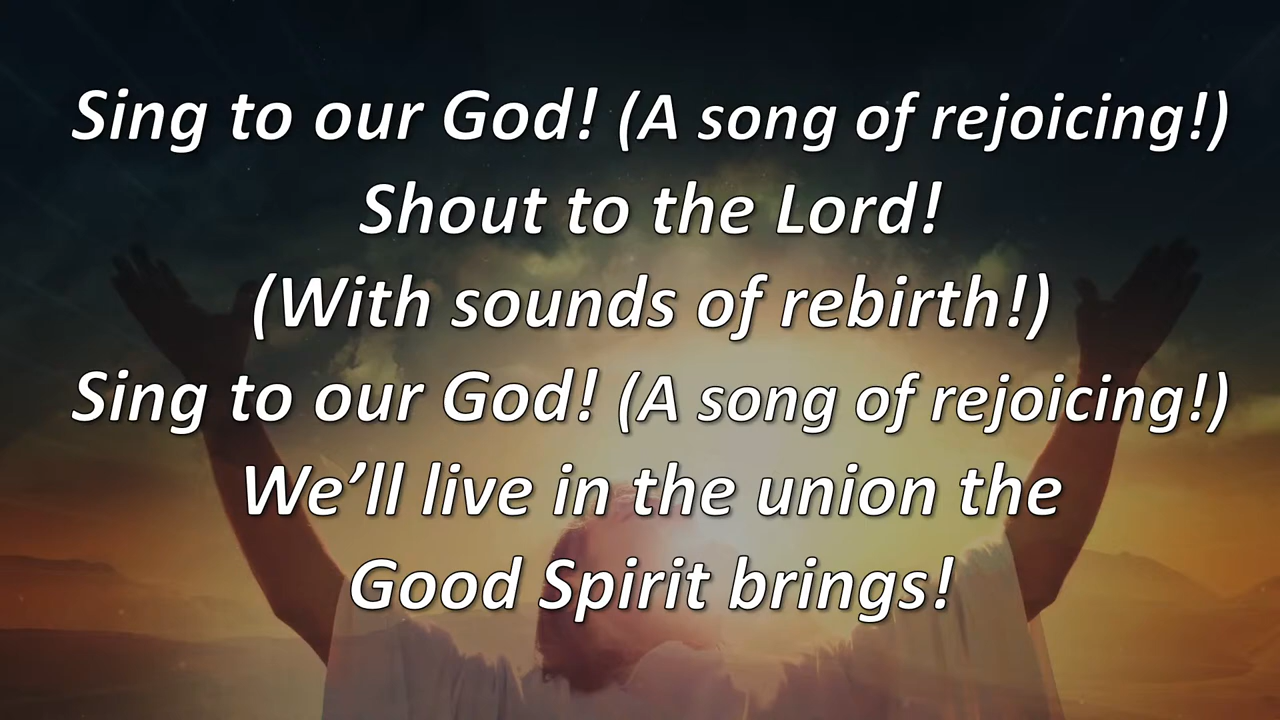 Sing to our God! (A song of rejoicing!)
Shout to the Lord!
(With sounds of rebirth!)
Sing to our God! (A song of rejoicing!)
We’ll live in the union the
Good Spirit brings!